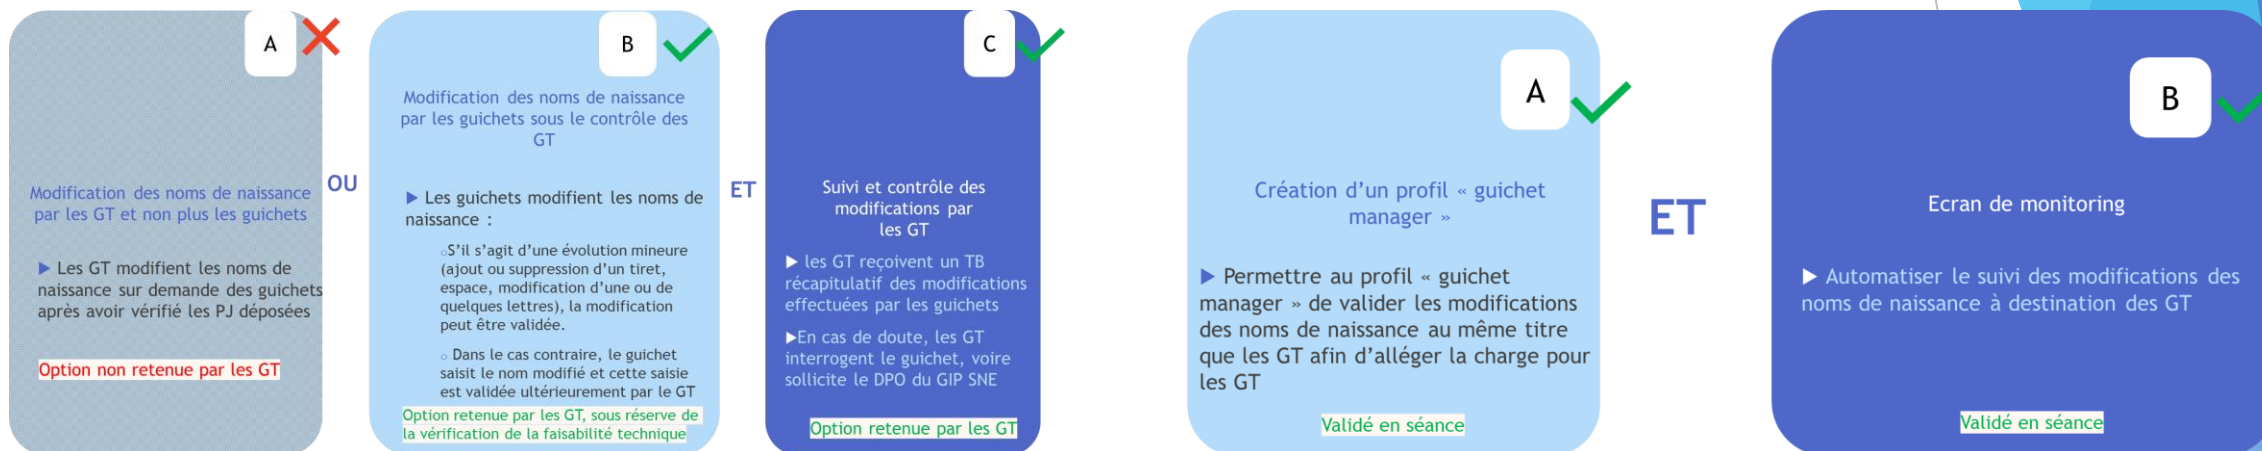 A
Modification des noms de naissance
par les GT et non plus les guichets
▶ Les GT modifient les noms de
naissance sur demande des guichets
après avoir vérifié les PJ déposées
Option non retenue par les GT
OU
B
Modification des noms de naissance
par les guichets sous le contrôle des
GT
▶ Les guichets modifient les noms de
naissance :
○S’il s’agit d’une évolution mineure
(ajout ou suppression d’un tiret,
espace, modification d’une ou de
quelques lettres), la modification
peut être validée.
○ Dans le cas contraire, le guichet
saisit le nom modifié et cette saisie
est validée ultérieurement par le GT
Option retenue par les GT, sous réserve de
la vérification de la faisabilité technique
ET
C
Suivi et contrôle des
modifications par
les GT
▶ les GT reçoivent un TB
récapitulatif des modifications
effectuées par les guichets
▶En cas de doute, les GT
interrogent le guichet, voire
sollicite le DPO du GIP SNE
Option retenue par les GT
A
Création d’un profil « guichet
manager »
▶ Permettre au profil « guichet
manager » de valider les modifications
des noms de naissance au même titre
que les GT afin d’alléger la charge pour
les GT
Validé en séance
ET
B
Ecran de monitoring
▶ Automatiser le suivi des modifications des
noms de naissance à destination des GT
Validé en séance